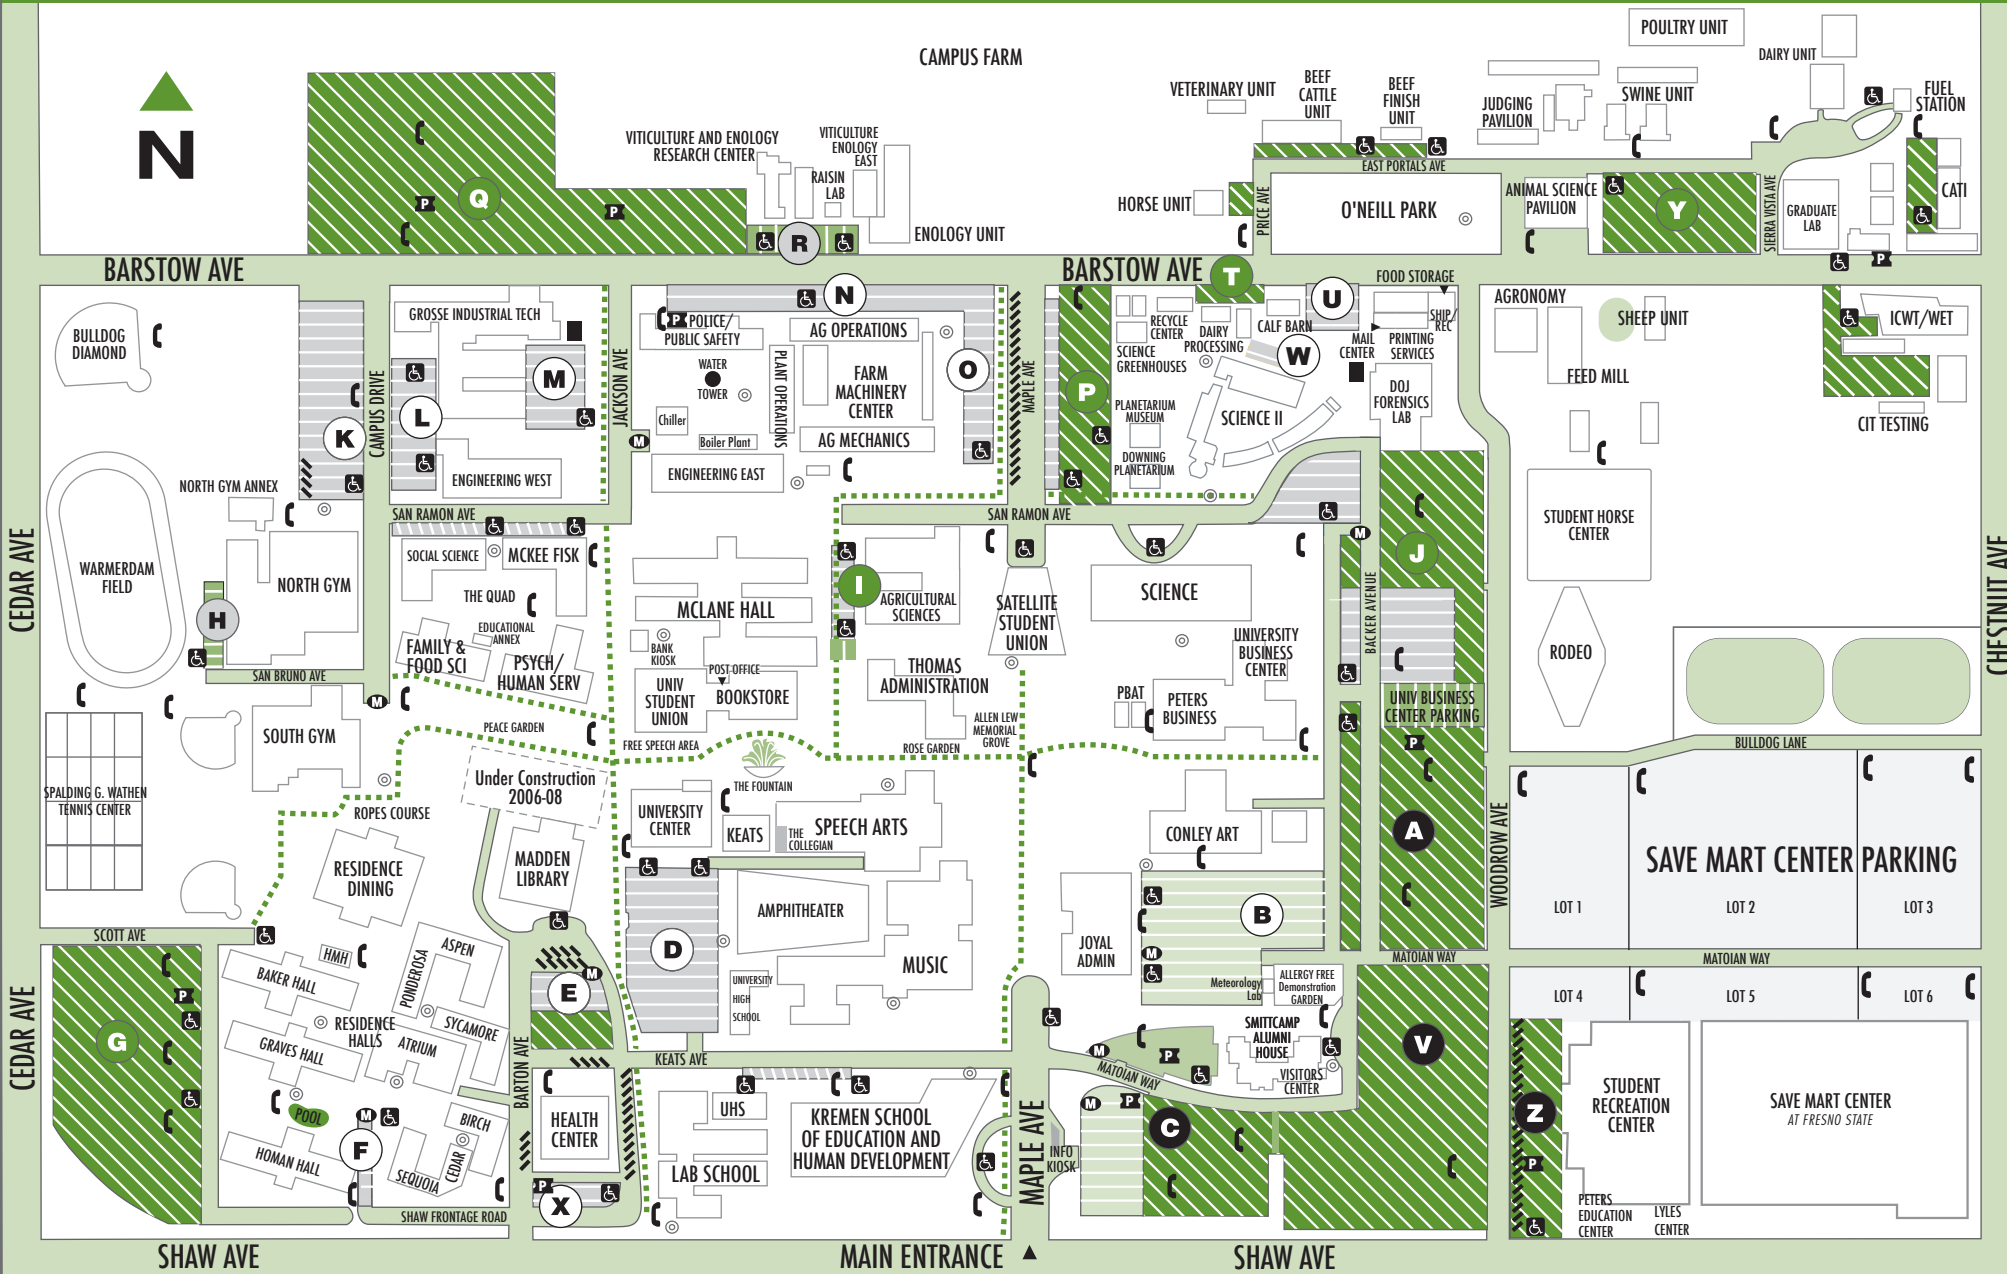 CAMPUS FARM
N
POULTRY UNIT
DAIRY UNIT
FUEL
STATION
VETERINARY UNIT
BEEF
CATTLE
UNIT
BEEF
FINISH
UNIT
JUDGING
PAVILION
SWINE UNIT
VITICULTURE AND ENOLOGY
RESEARCH CENTER
VITICULTURE
ENOLOGY
EAST
RAISIN
LAB
ENOLOGY UNIT
Q
P
P
R
HORSE UNIT
PRICE AVE
EAST PORTALS AVE
O'NEILL PARK
ANIMAL SCIENCE
PAVILION
Y
SIERRA VISTA AVE
GRADUATE
LAB
CATI
P
BARSTOW AVE
BARSTOW AVE
T
FOOD STORAGE
BULLDOG
DIAMOND
K
CAMPUS DRIVE
GROSSE INDUSTRIAL TECH
L
M
ENGINEERING WEST
JACKSON AVE
M
N
P
POLICE/
PUBLIC SAFETY
AG OPERATIONS
WATER
TOWER
PLANT OPERATIONS
FARM
MACHINERY
CENTER
Chiller
Boiler Plant
AG MECHANICS
ENGINEERING EAST
O
MAPLE AVE
P
RECYCLE
CENTER
DAIRY
PROCESSING
SCIENCE
GREENHOUSES
CALF BARN
U
W
SHIP/
REC
MAIL
CENTER
PRINTING
SERVICES
DOJ
FORENSICS
LAB
PLANETARIUM
MUSEUM
SCIENCE II
DOWNING
PLANETARIUM
AGRONOMY
SHEEP UNIT
FEED MILL
ICWT/WET
CIT TESTING
STUDENT HORSE
CENTER
RODEO
CEDAR AVE
CHESTNUT AVE
NORTH GYM ANNEX
WARMERDAM
FIELD
NORTH GYM
H
SAN BRUNO AVE
M
SAN RAMON AVE
SAN RAMON AVE
SOCIAL SCIENCE
MCKEE FISK
THE QUAD
EDUCATIONAL
ANNEX
FAMILY &
FOOD SCI
PSYCH/
HUMAN SERV
MCLANE HALL
BANK
KIOSK
POST OFFICE
UNIV
STUDENT
UNION
BOOKSTORE
I
AGRICULTURAL
SCIENCES
THOMAS
ADMINISTRATION
SATELLITE
STUDENT
UNION
SCIENCE
UNIVERSITY
BUSINESS
CENTER
PBAT
PETERS
BUSINESS
M
J
BACKER AVENUE
UNIV BUSINESS
CENTER PARKING
P
BULLDOG LANE
SOUTH GYM
PEACE GARDEN
FREE SPEECH AREA
ALLEN LEW
MEMORIAL
GROVE
ROSE GARDEN
THE FOUNTAIN
SPALDING G. WATHEN
TENNIS CENTER
ROPES COURSE
Under Construction
2006-08
RESIDENCE
DINING
MADDEN
LIBRARY
UNIVERSITY
CENTER
KEATS
THE
COLLEGIAN
SPEECH ARTS
AMPHITHEATER
MUSIC
UNIVERSITY
HIGH
SCHOOL
D
CONLEY ART
JOYAL
ADMIN
B
M
A
WOODROW AVE
SAVE MART CENTER PARKING
LOT 1
LOT 2
LOT 3
SCOTT AVE
MATOIAN WAY
MATOIAN WAY
LOT 4
LOT 5
LOT 6
CEDAR AVE
G
P
HMH
BAKER HALL
ASPEN
PONDEROSA
SYCAMORE
RESIDENCE
HALLS
GRAVES HALL
ATRIUM
POOL
M
F
HOMAN HALL
SEQUOIA
CEDAR
BIRCH
SHAW FRONTAGE ROAD
BARTON AVE
M
E
HEALTH
CENTER
P
X
KEATS AVE
UHS
LAB SCHOOL
KREMEN SCHOOL
OF EDUCATION AND
HUMAN DEVELOPMENT
MAPLE AVE
INFO
KIOSK
Meteorology
Lab
ALLERGY FREE
Demonstration
GARDEN
SMITTCAMP
ALUMNI
HOUSE
VISITORS
CENTER
M
P
MATOIAN WAY
M
P
C
V
Z
P
STUDENT
RECREATION
CENTER
SAVE MART CENTER
AT FRESNO STATE
PETERS
EDUCATION
CENTER
LYLES
CENTER
SHAW AVE
MAIN ENTRANCE
SHAW AVE